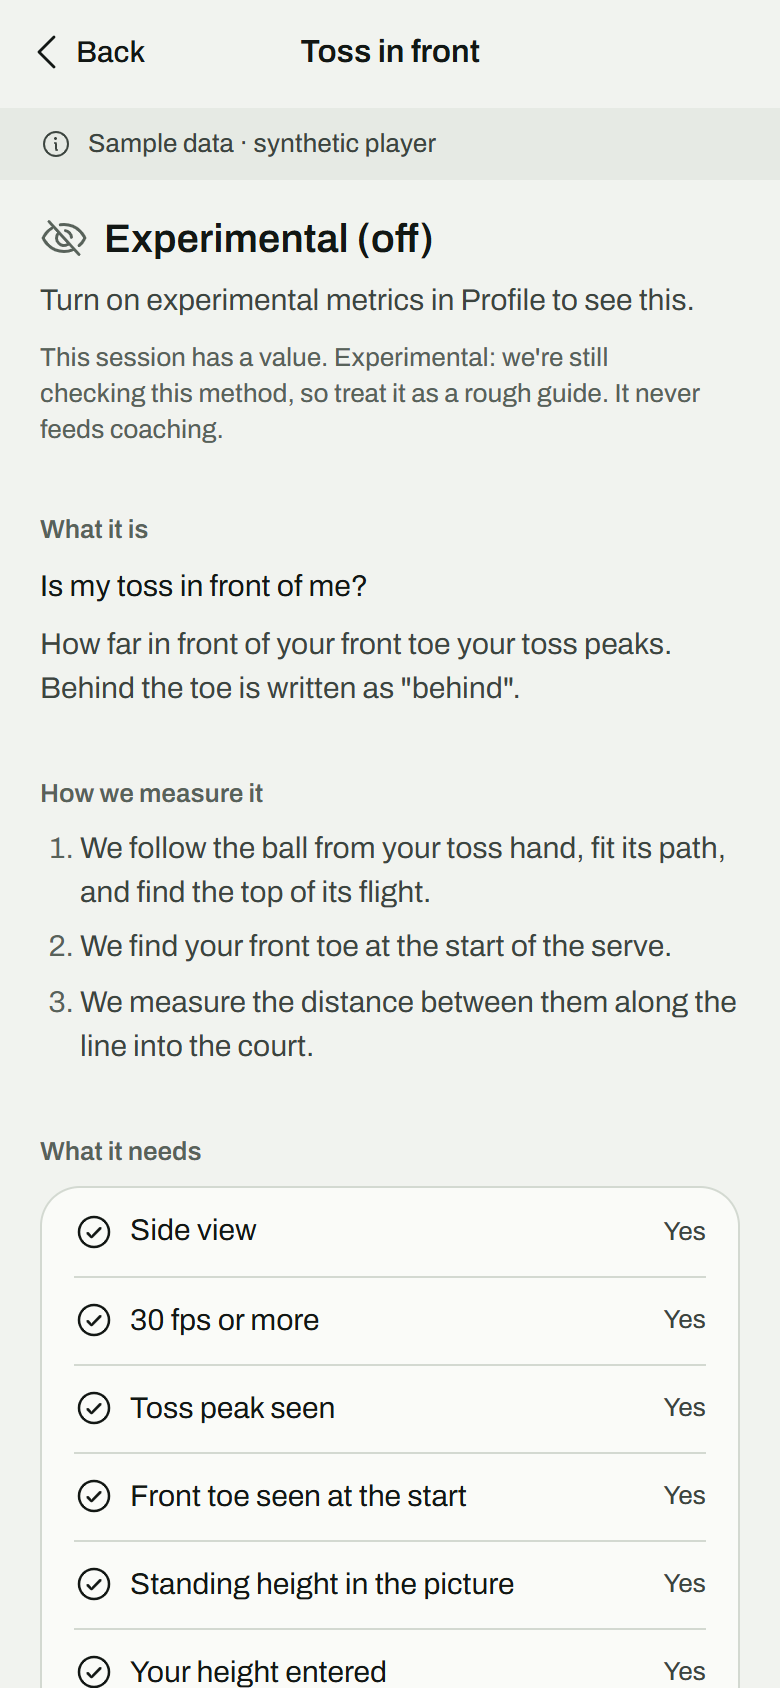 Back
Toss in front
Sample data · synthetic player
Experimental (off)
Turn on experimental metrics in Profile to see this.
This session has a value. Experimental: we're still
checking this method, so treat it as a rough guide. It never
feeds coaching.
What it is
Is my toss in front of me?
How far in front of your front toe your toss peaks.
Behind the toe is written as "behind".
How we measure it
1. We follow the ball from your toss hand, fit its path,
and find the top of its flight.
2. We find your front toe at the start of the serve.
3. We measure the distance between them along the
line into the court.
What it needs
Side view Yes
30 fps or more Yes
Toss peak seen Yes
Front toe seen at the start Yes
Standing height in the picture Yes
Your height entered Yes